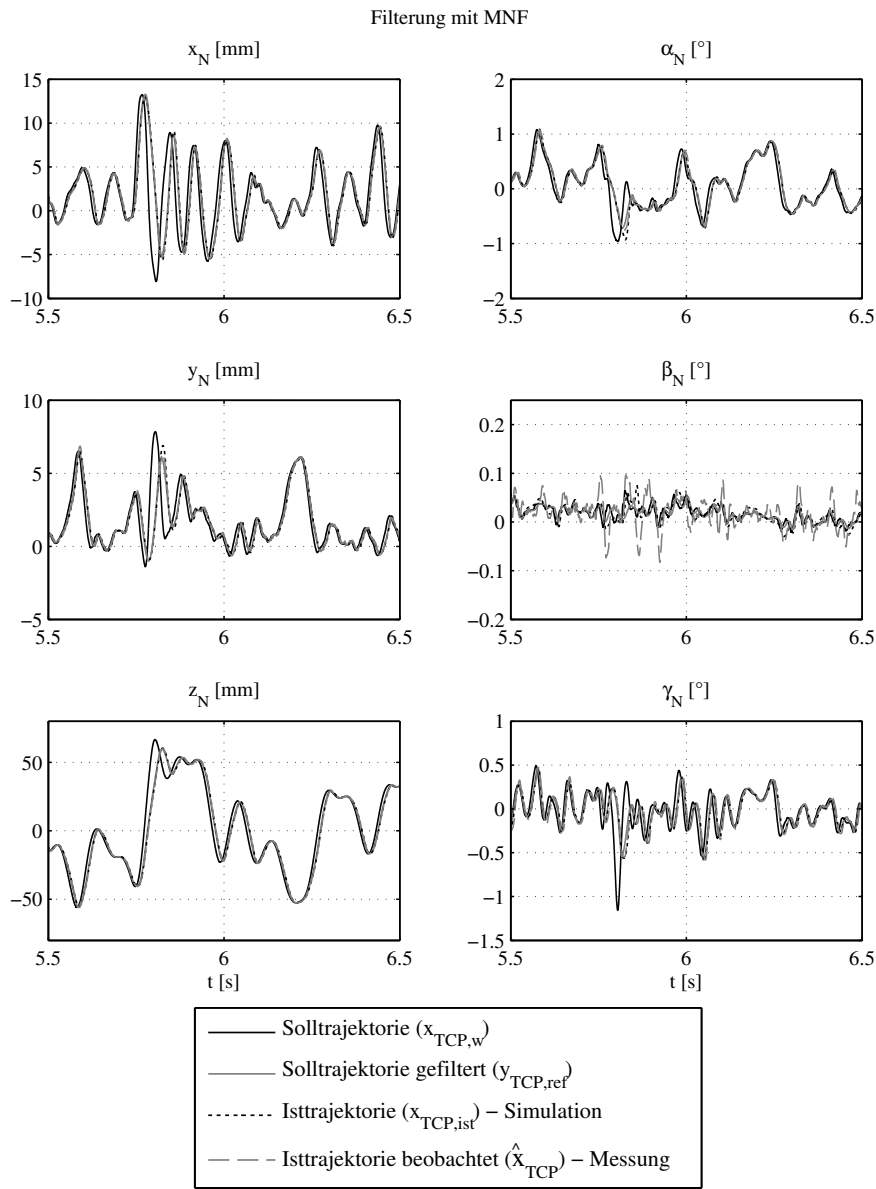 Filterung mit MNF
x_N [mm]
15
10
5
0
−5
−10
5.5 6 6.5
α_N [°]
2
1
0
−1
−2
5.5 6 6.5
y_N [mm]
10
5
0
−5
5.5 6 6.5
β_N [°]
0.2
0.1
0
−0.1
−0.2
5.5 6 6.5
z_N [mm]
50
0
−50
5.5 6 6.5
t [s]
γ_N [°]
1
0.5
0
−0.5
−1
−1.5
5.5 6 6.5
t [s]
Solltrajektorie (x_TCP,w)
Solltrajektorie gefiltert (y_TCP,ref)
Isttrajektorie (x_TCP,ist) − Simulation
Isttrajektorie beobachtet (x̂_TCP) − Messung